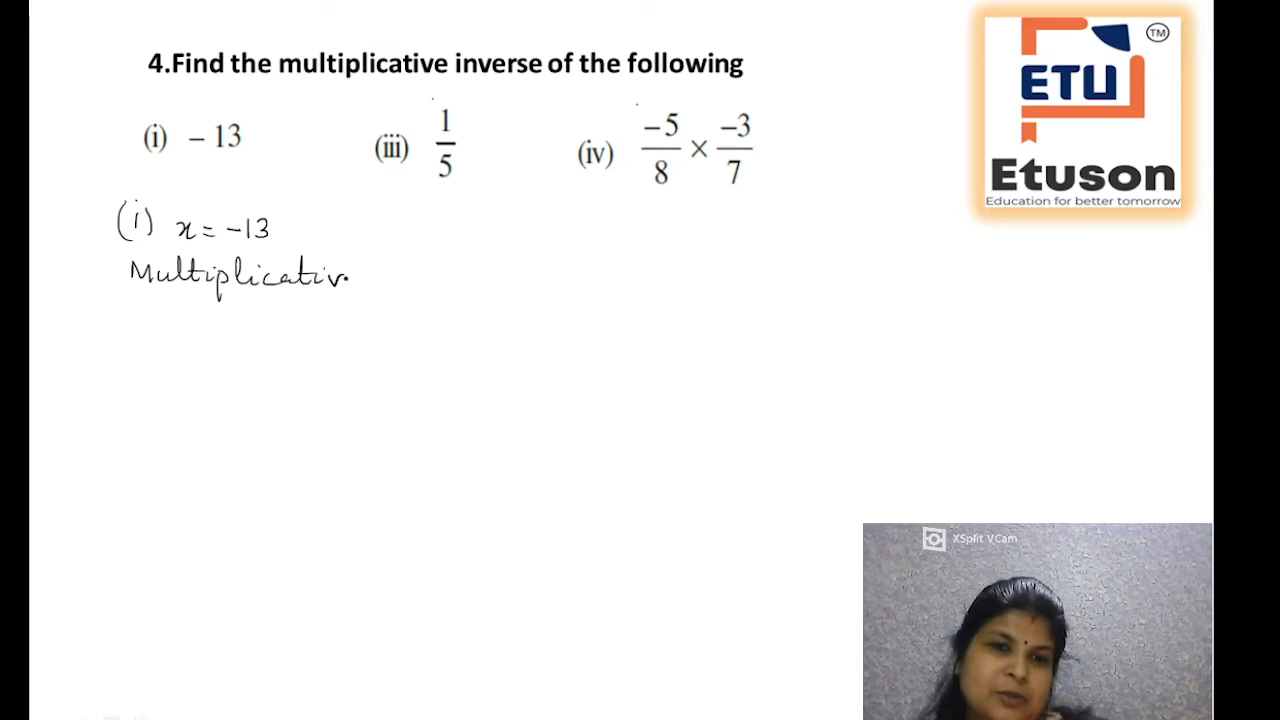 4.Find the multiplicative inverse of the following
(i) – 13 (iii) 1/5 (iv) −5/8 × −3/7
(i) x = −13
Multiplicativ
ETU
TM
Etuson
Education for better tomorrow
XSplit VCam